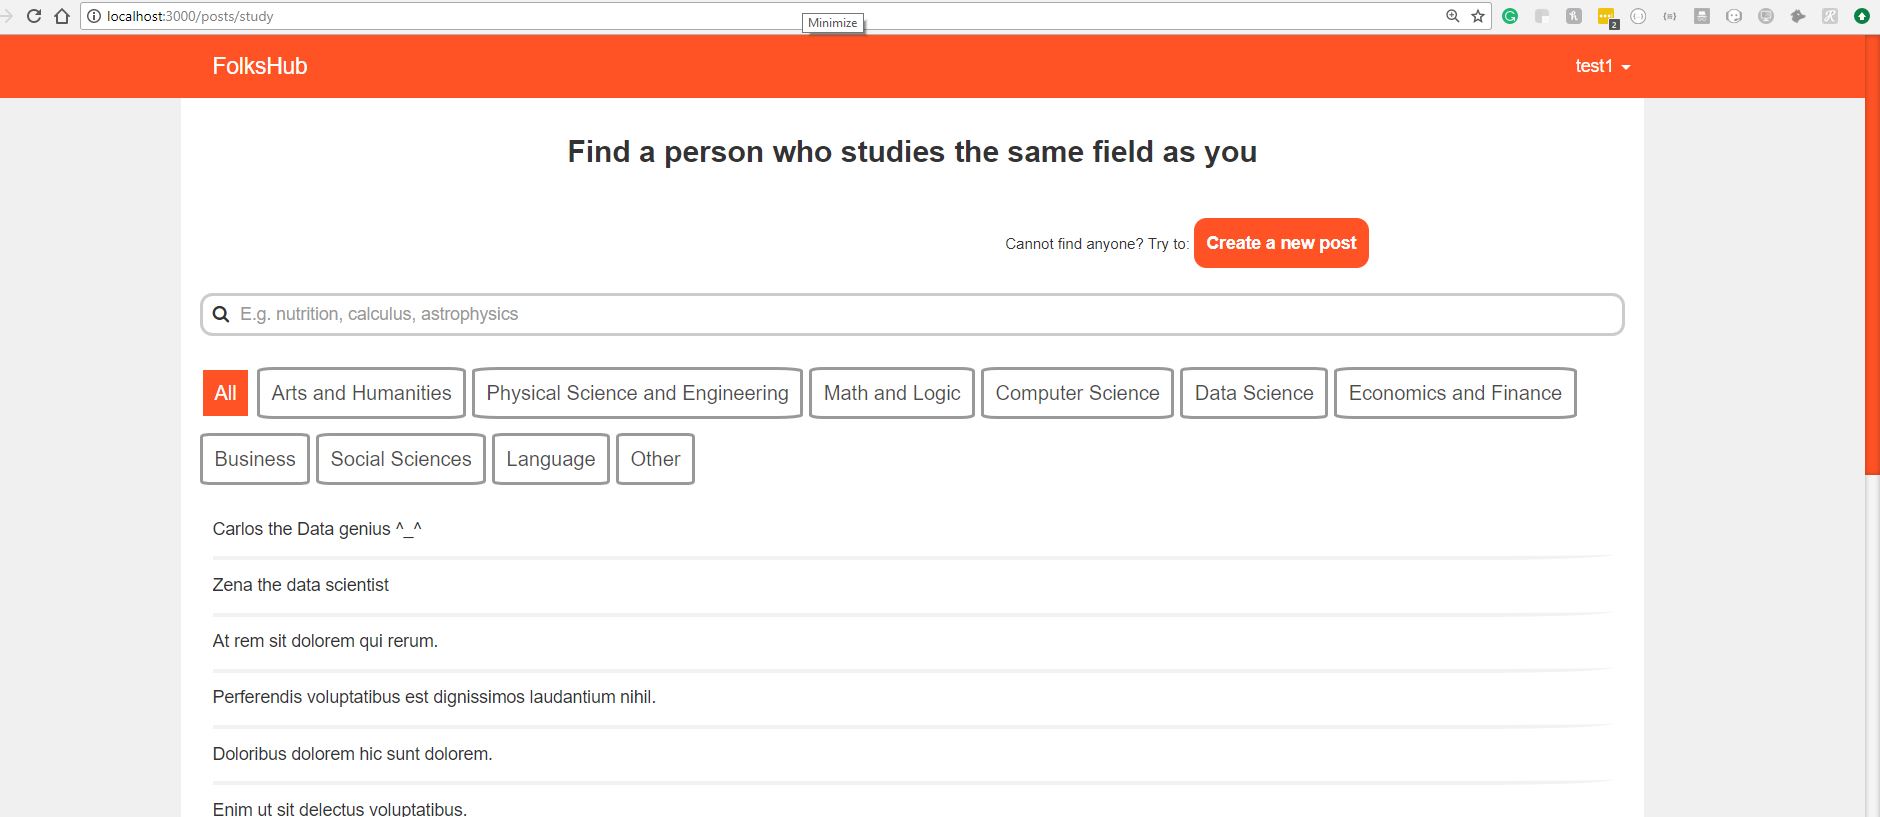 localhost:3000/posts/study
Minimize
2
FolksHub
test1
Find a person who studies the same field as you
Cannot find anyone? Try to: Create a new post
E.g. nutrition, calculus, astrophysics
All Arts and Humanities Physical Science and Engineering Math and Logic Computer Science Data Science Economics and Finance
Business Social Sciences Language Other
Carlos the Data genius ^_^
Zena the data scientist
At rem sit dolorem qui rerum.
Perferendis voluptatibus est dignissimos laudantium nihil.
Doloribus dolorem hic sunt dolorem.
Enim ut sit delectus voluptatibus.